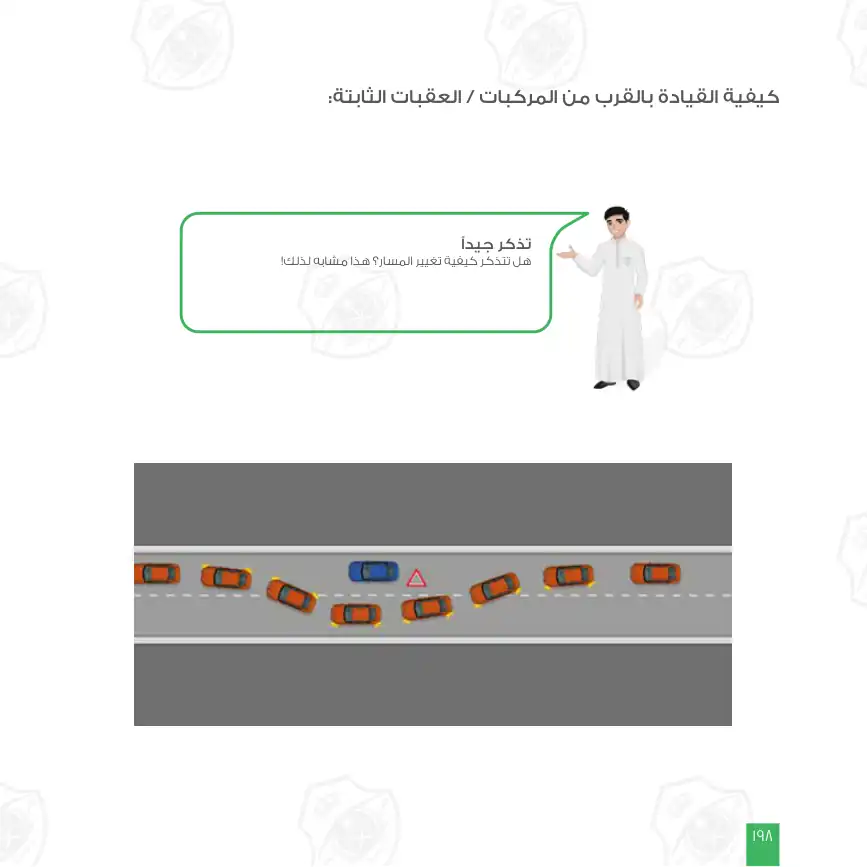 كيفية القيادة بالقرب من المركبات / العقبات الثابتة:
تذكر جيداً
هل تتذكر كيفية تغيير المسار؟ هذا مشابه لذلك!
١٩٨